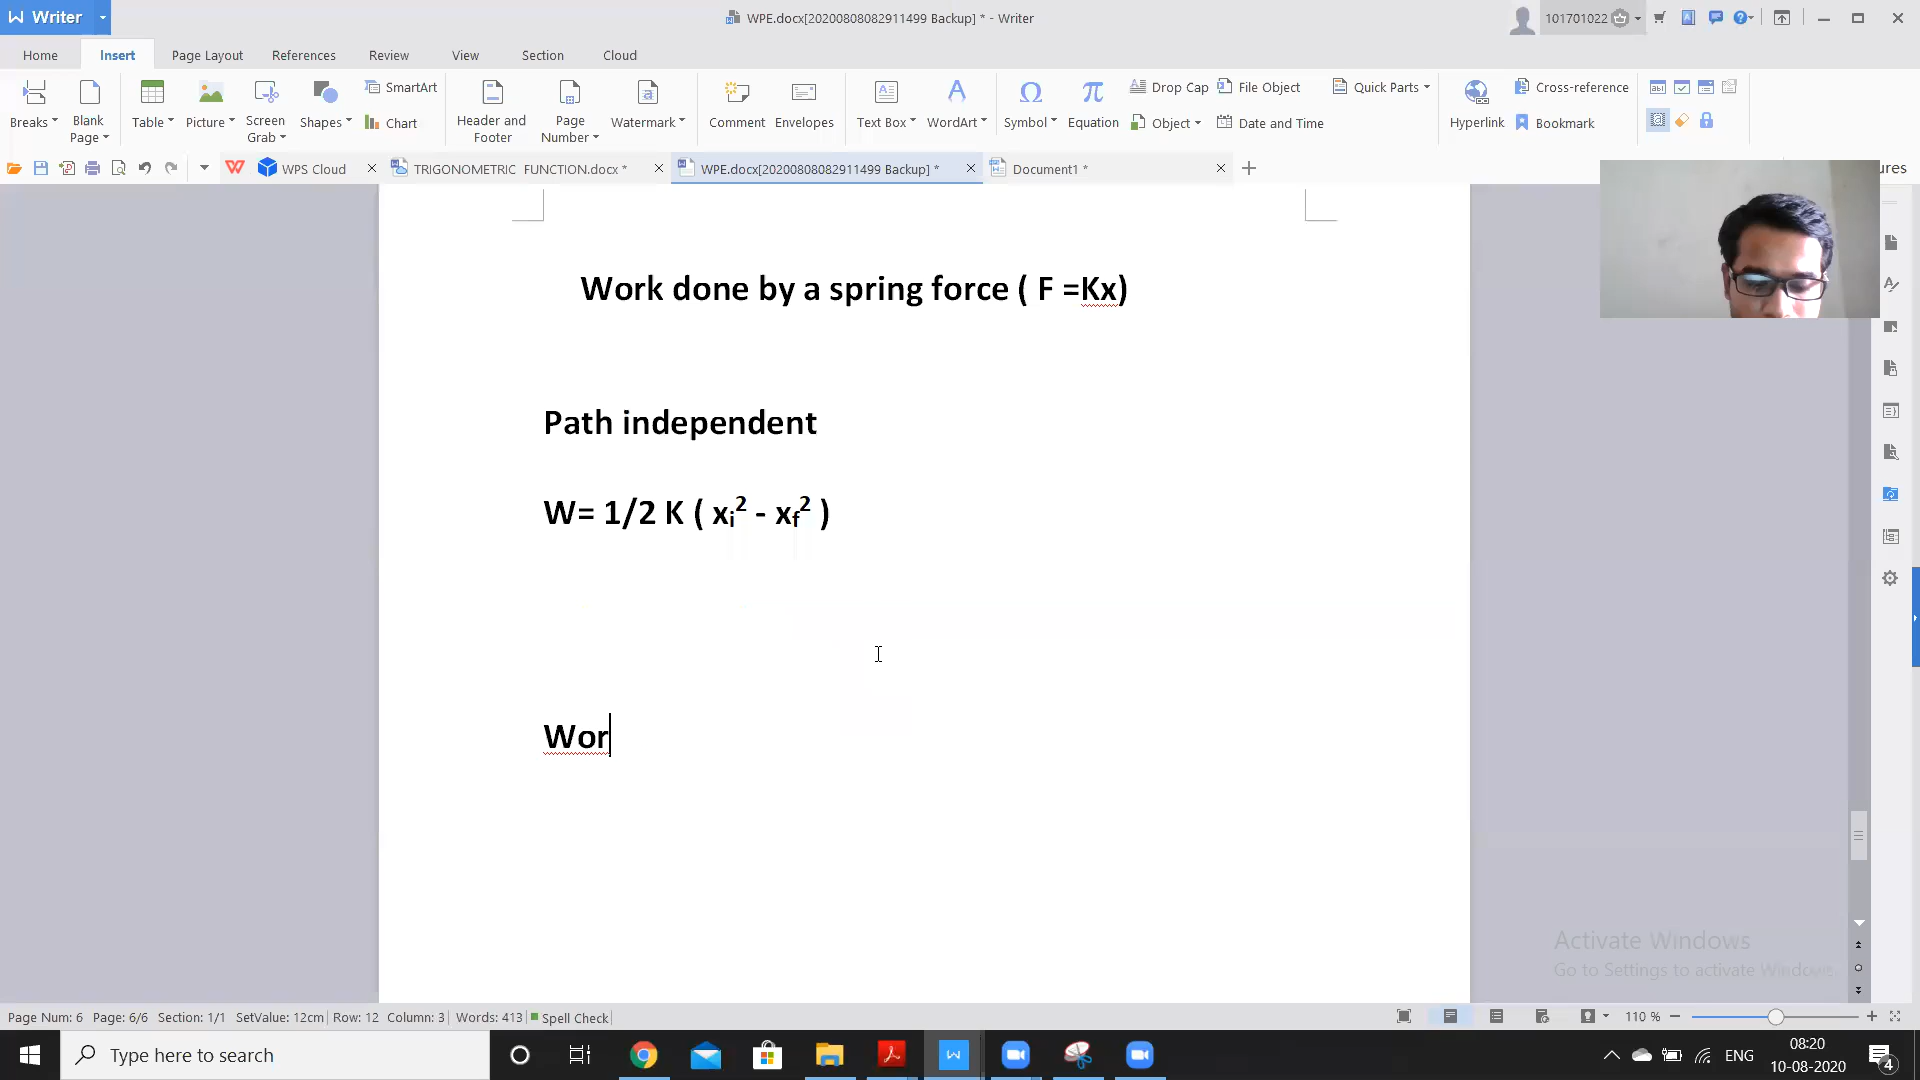 Writer
WPE.docx[20200808082911499 Backup] * - Writer
101701022
Home Insert Page Layout References Review View Section Cloud
Breaks Blank Page Table Picture Screen Grab Shapes SmartArt Chart Header and Footer Page Number Watermark Comment Envelopes Text Box WordArt Symbol Equation Drop Cap Object File Object Date and Time Quick Parts Hyperlink Cross-reference Bookmark
WPS Cloud TRIGONOMETRIC FUNCTION.docx * WPE.docx[20200808082911499 Backup] * Document1 *
ures
Work done by a spring force ( F =Kx)
Path independent
W= 1/2 K ( xᵢ² - x_f² )
Wor
Activate Windows
Go to Settings to activate Windows.
Page Num: 6 Page: 6/6 Section: 1/1 SetValue: 12cm Row: 12 Column: 3 Words: 413 Spell Check 110 %
Type here to search
ENG
08:20
10-08-2020
4